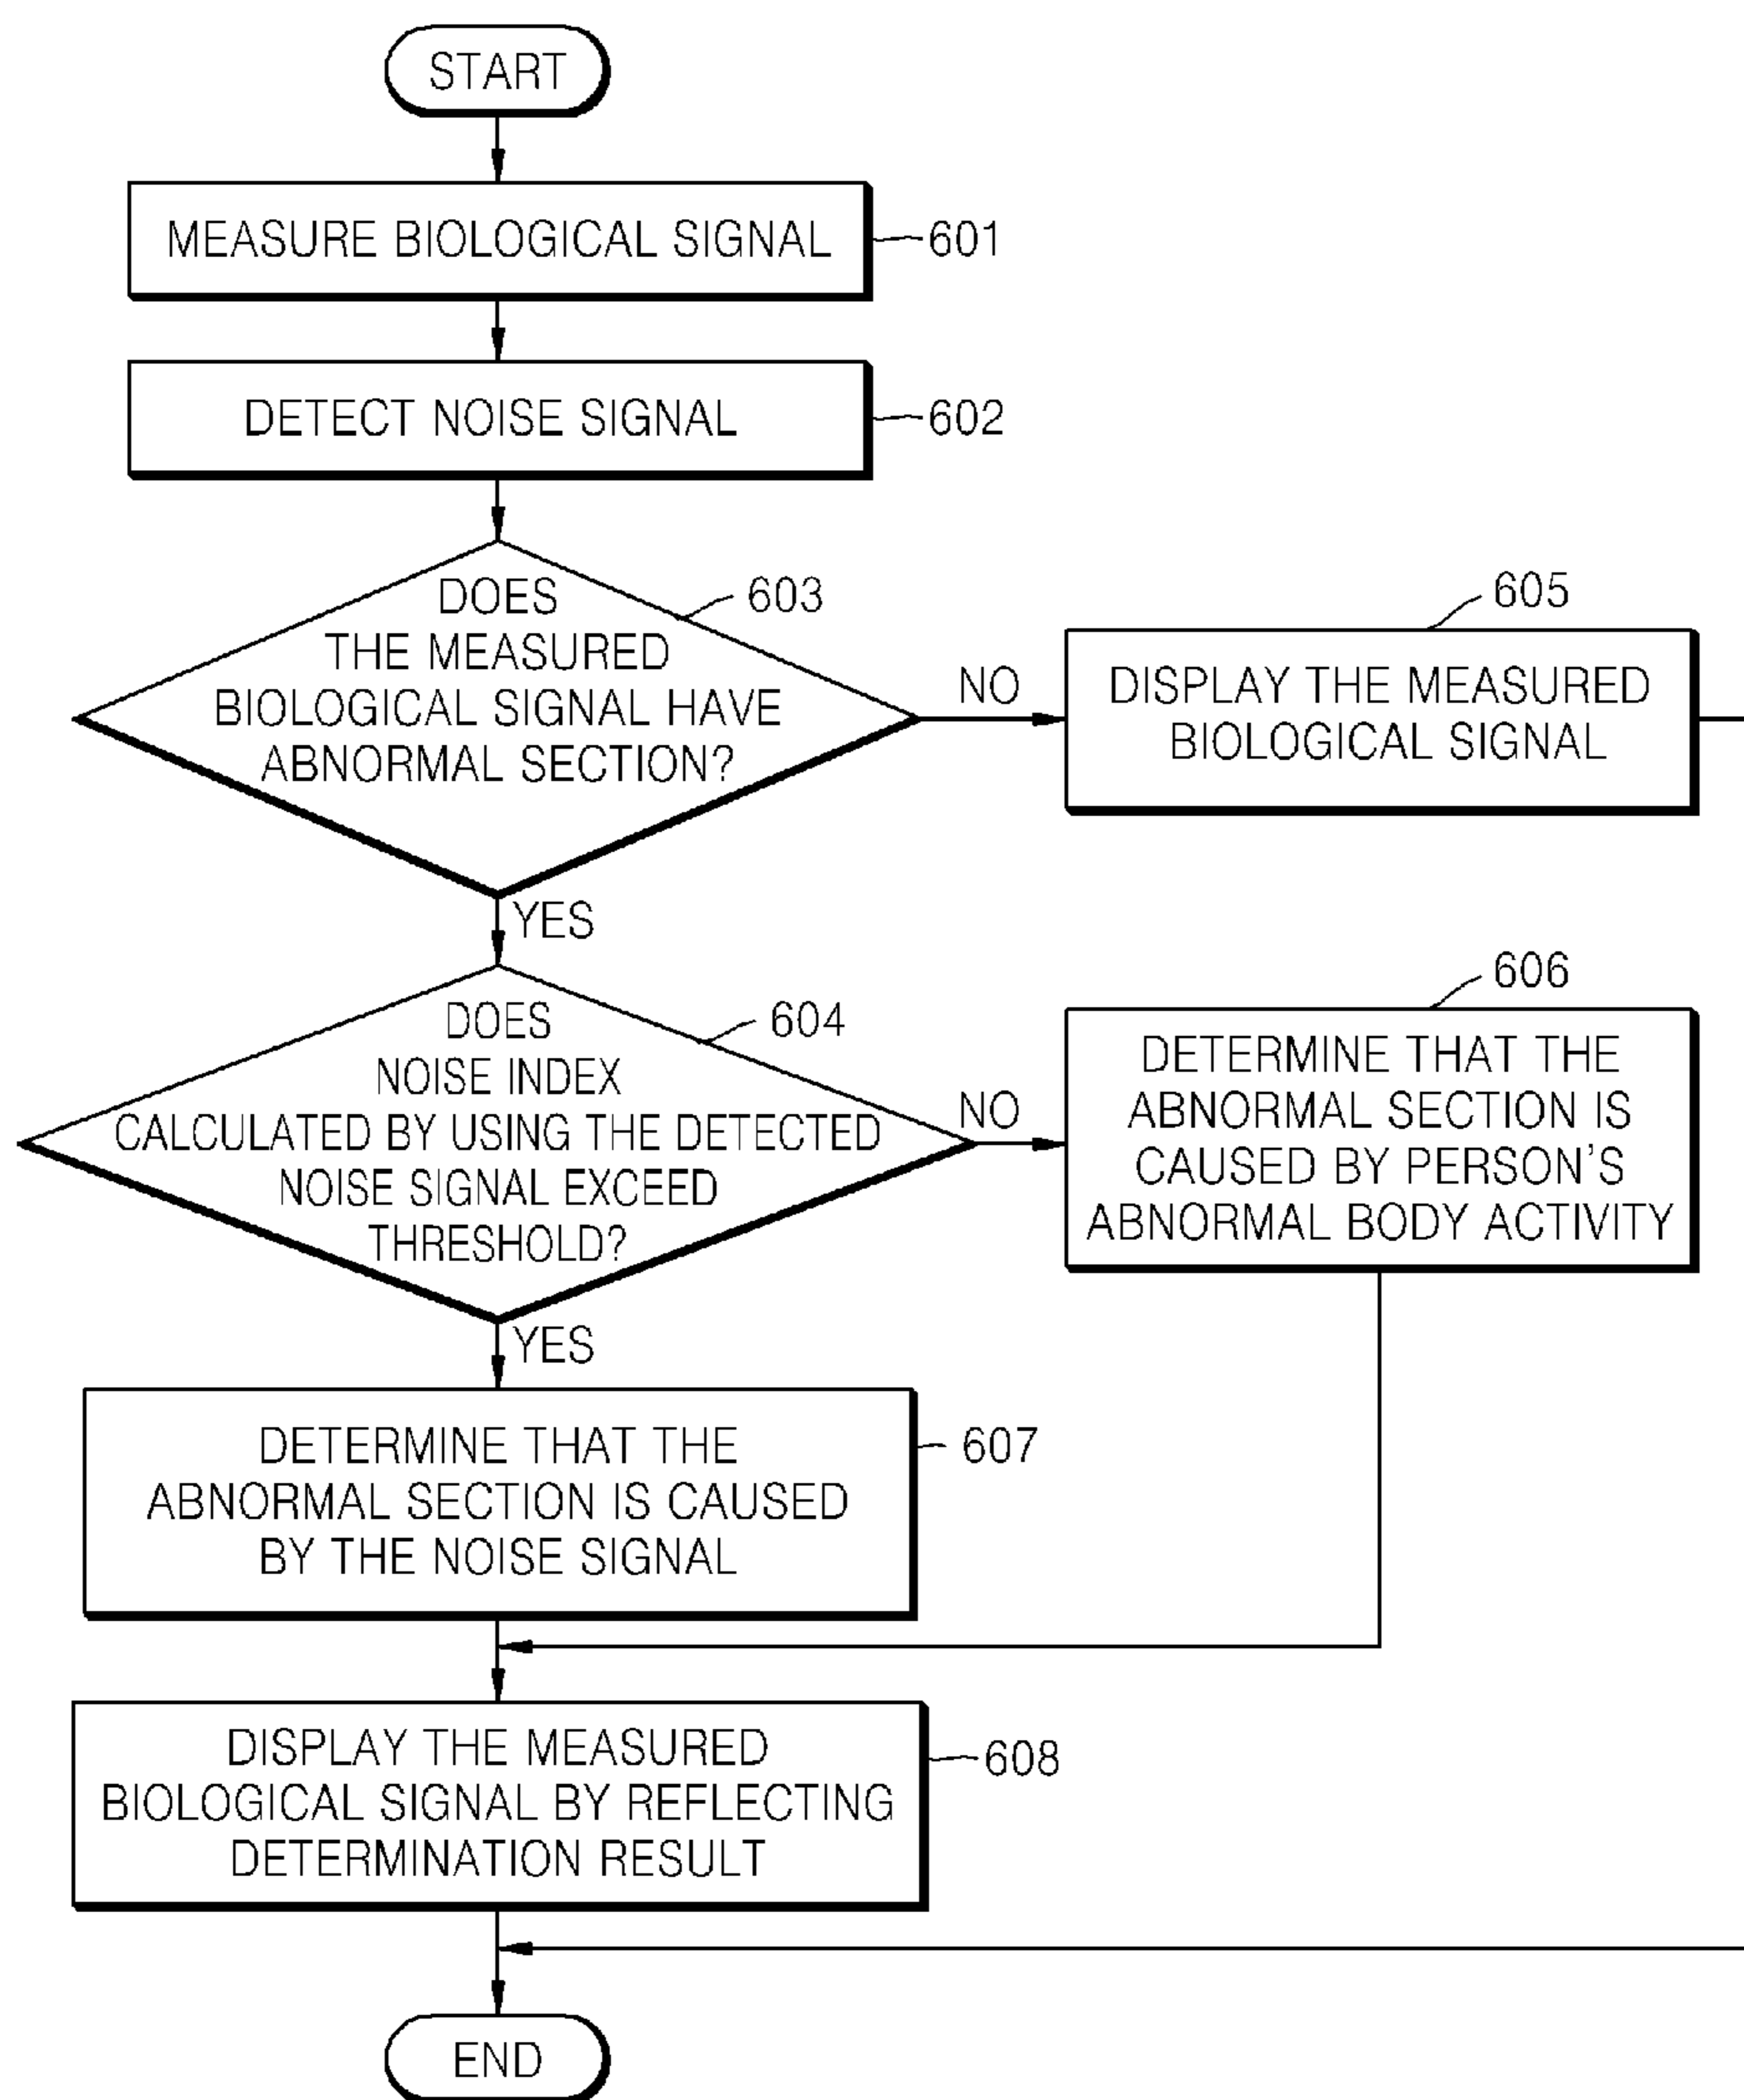 START
MEASURE BIOLOGICAL SIGNAL
601
DETECT NOISE SIGNAL
602
DOES
THE MEASURED
BIOLOGICAL SIGNAL HAVE
ABNORMAL SECTION?
603
NO
605
DISPLAY THE MEASURED
BIOLOGICAL SIGNAL
YES
DOES
NOISE INDEX
CALCULATED BY USING THE DETECTED
NOISE SIGNAL EXCEED
THRESHOLD?
604
NO
606
DETERMINE THAT THE
ABNORMAL SECTION IS
CAUSED BY PERSON'S
ABNORMAL BODY ACTIVITY
YES
DETERMINE THAT THE
ABNORMAL SECTION IS CAUSED
BY THE NOISE SIGNAL
607
DISPLAY THE MEASURED
BIOLOGICAL SIGNAL BY REFLECTING
DETERMINATION RESULT
608
END